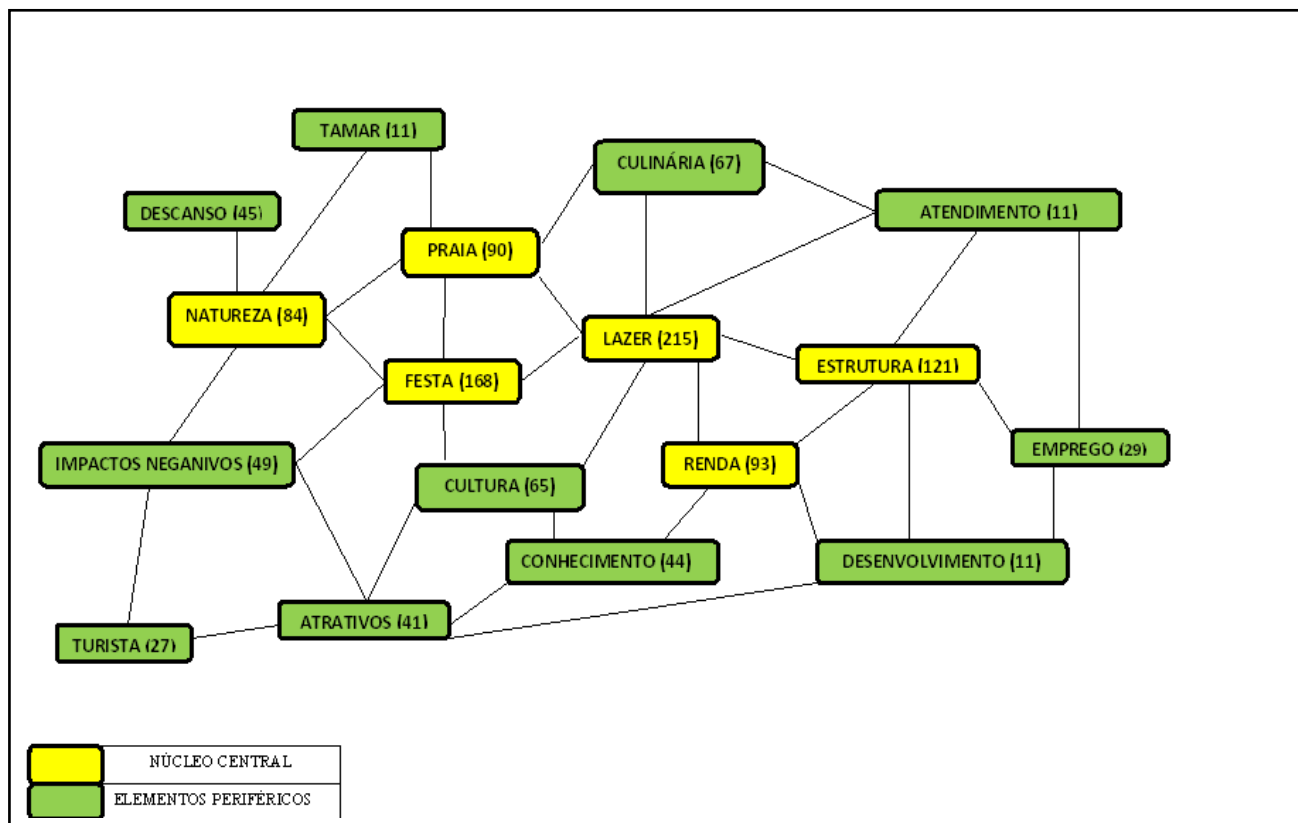 TAMAR (11)
CULINÁRIA (67)
DESCANSO (45)
ATENDIMENTO (11)
PRAIA (90)
NATUREZA (84)
LAZER (215)
ESTRUTURA (121)
FESTA (168)
IMPACTOS NEGANIVOS (49)
EMPREGO (29)
RENDA (93)
CULTURA (65)
CONHECIMENTO (44)
DESENVOLVIMENTO (11)
ATRATIVOS (41)
TURISTA (27)
NÚCLEO CENTRAL
ELEMENTOS PERIFÉRICOS